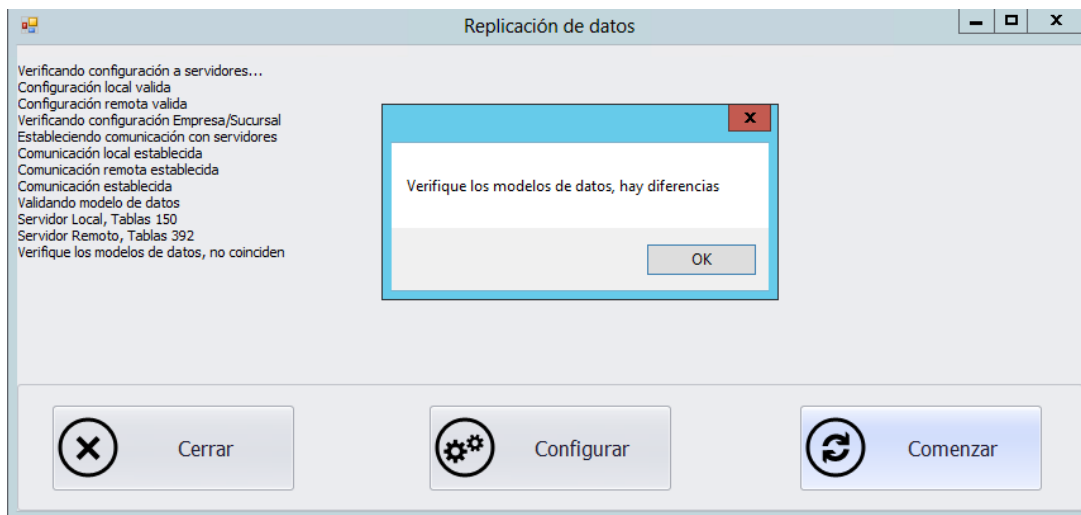 Replicación de datos
Verificando configuración a servidores...
Configuración local valida
Configuración remota valida
Verificando configuración Empresa/Sucursal
Estableciendo comunicación con servidores
Comunicación local establecida
Comunicación remota establecida
Comunicación establecida
Validando modelo de datos
Servidor Local, Tablas 150
Servidor Remoto, Tablas 392
Verifique los modelos de datos, no coinciden
Verifique los modelos de datos, hay diferencias
OK
Cerrar
Configurar
Comenzar